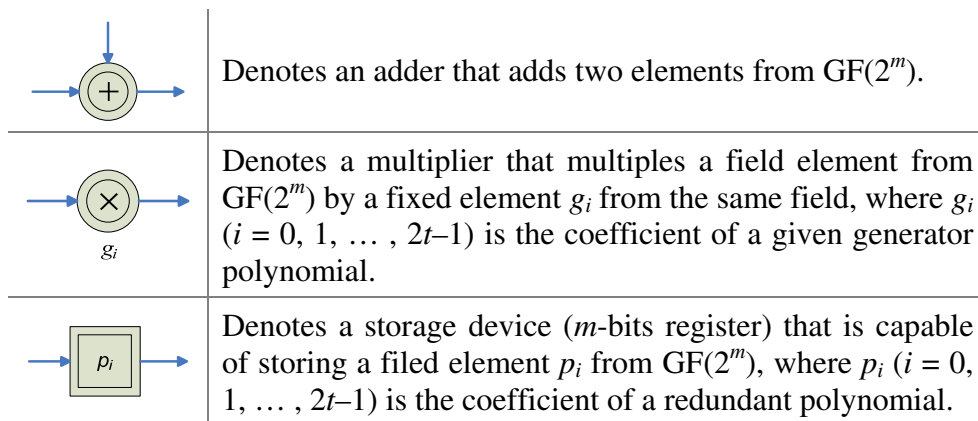 +
Denotes an adder that adds two elements from GF(2^m).
×
g_i
Denotes a multiplier that multiples a field element from
GF(2^m) by a fixed element g_i from the same field, where g_i
(i = 0, 1, … , 2t–1) is the coefficient of a given generator
polynomial.
p_i
Denotes a storage device (m-bits register) that is capable
of storing a filed element p_i from GF(2^m), where p_i (i = 0,
1, … , 2t–1) is the coefficient of a redundant polynomial.